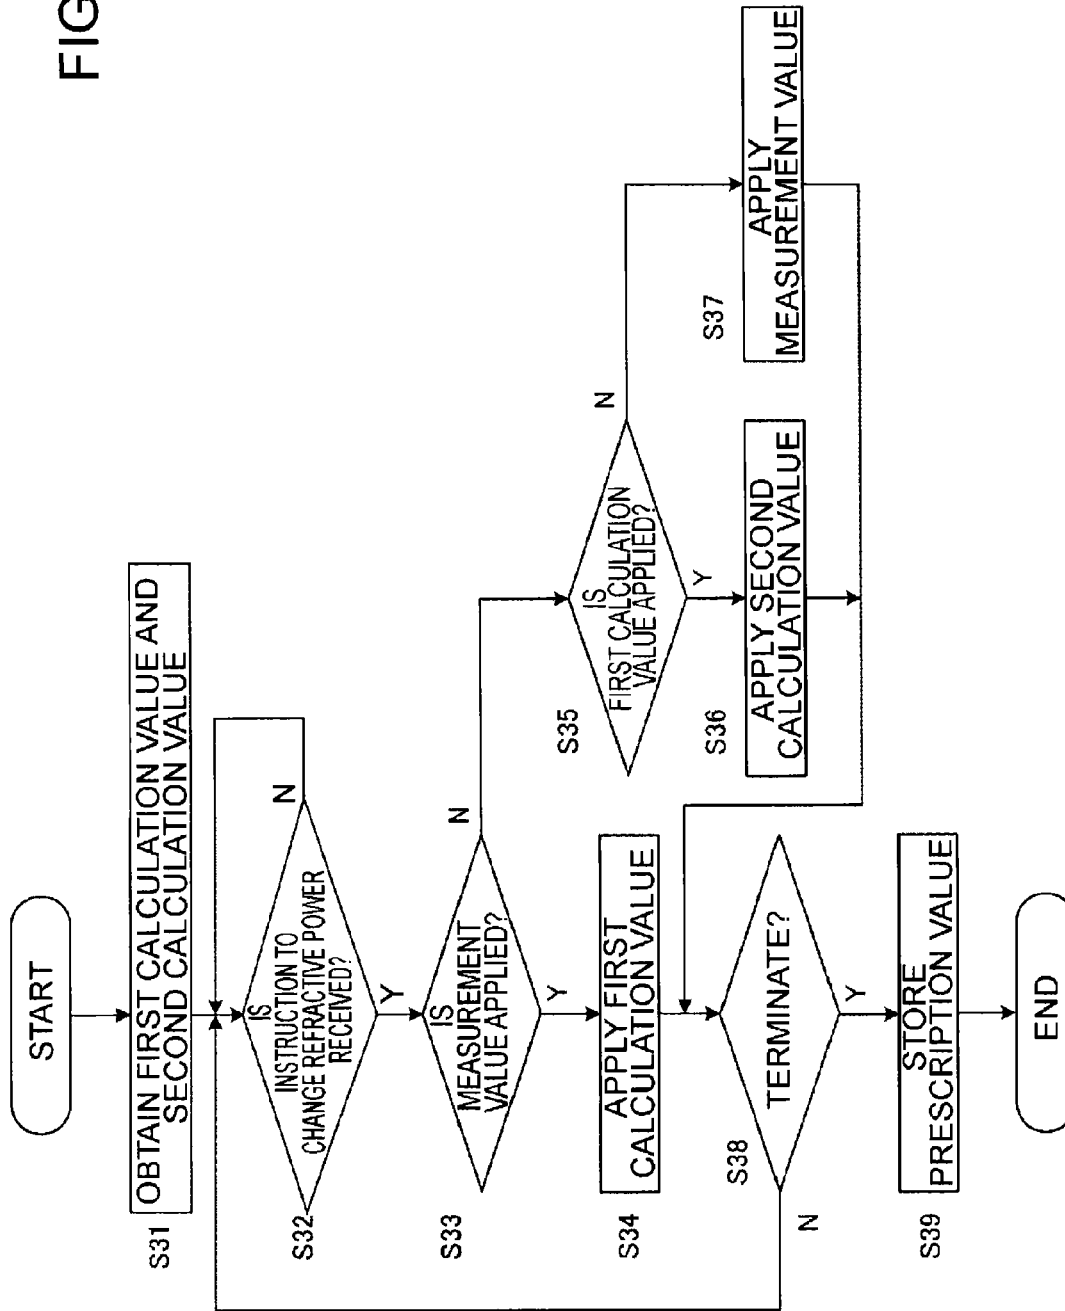 FIG
START
S31
OBTAIN FIRST CALCULATION VALUE AND
SECOND CALCULATION VALUE
S32
IS
INSTRUCTION TO
CHANGE REFRACTIVE POWER
RECEIVED?
N
Y
S33
IS
MEASUREMENT
VALUE APPLIED?
N
Y
S34
APPLY FIRST
CALCULATION VALUE
S35
IS
FIRST CALCULATION
VALUE APPLIED?
N
Y
S36
APPLY SECOND
CALCULATION VALUE
S37
APPLY
MEASUREMENT VALUE
S38
TERMINATE?
N
Y
S39
STORE
PRESCRIPTION VALUE
END